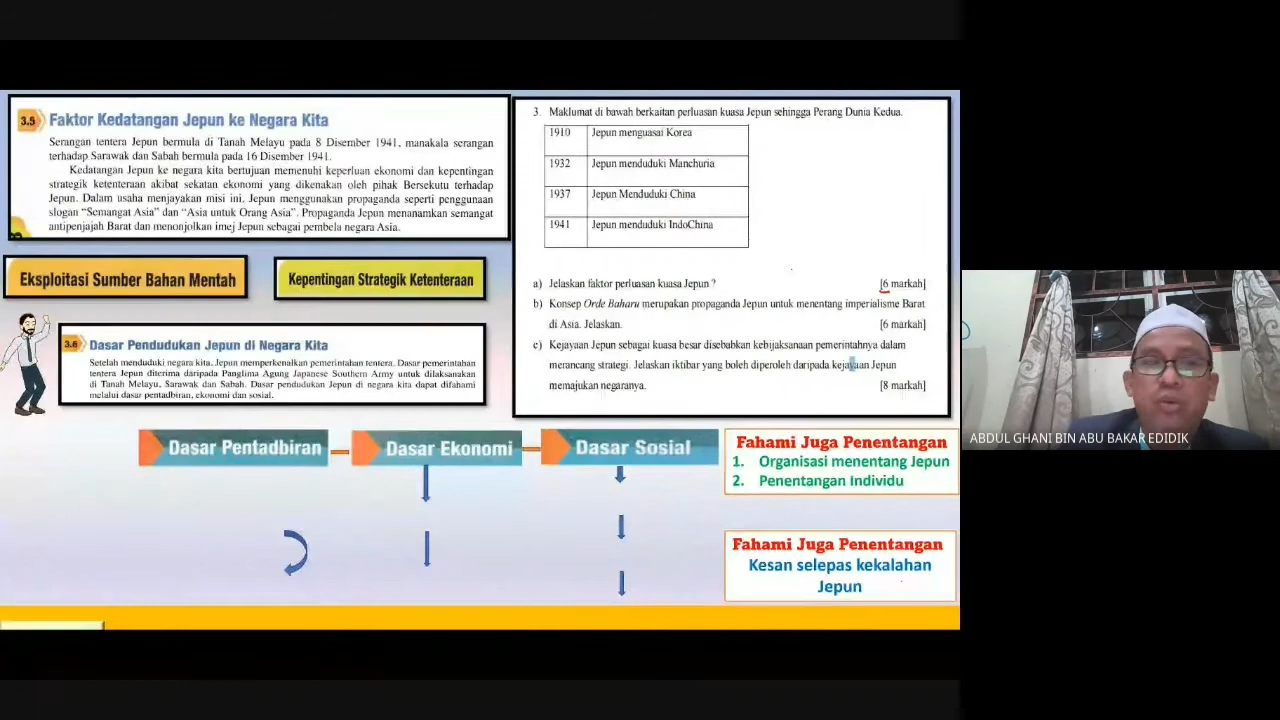 3.5 Faktor Kedatangan Jepun ke Negara Kita
Serangan tentera Jepun bermula di Tanah Melayu pada 8 Disember 1941, manakala serangan
terhadap Sarawak dan Sabah bermula pada 16 Disember 1941.
Kedatangan Jepun ke negara kita bertujuan memenuhi keperluan ekonomi dan kepentingan
strategik ketenteraan akibat sekatan ekonomi yang dikenakan oleh pihak Bersekutu terhadap
Jepun. Dalam usaha menjayakan misi ini, Jepun menggunakan propaganda seperti penggunaan
slogan “Semangat Asia” dan “Asia untuk Orang Asia”. Propaganda Jepun menanamkan semangat
antipenjajah Barat dan menonjolkan imej Jepun sebagai pembela negara Asia.
Eksploitasi Sumber Bahan Mentah
Kepentingan Strategik Ketenteraan
3.6 Dasar Pendudukan Jepun di Negara Kita
Setelah menduduki negara kita, Jepun memperkenalkan pemerintahan tentera. Dasar pemerintahan
tentera Jepun diterima daripada Panglima Agung Japanese Southern Army untuk dilaksanakan
di Tanah Melayu, Sarawak dan Sabah. Dasar pendudukan Jepun di negara kita dapat difahami
melalui dasar pentadbiran, ekonomi dan sosial.
3. Maklumat di bawah berkaitan perluasan kuasa Jepun sehingga Perang Dunia Kedua.
1910 Jepun menguasai Korea
1932 Jepun menduduki Manchuria
1937 Jepun Menduduki China
1941 Jepun menduduki IndoChina
a) Jelaskan faktor perluasan kuasa Jepun ? [6 markah]
b) Konsep Orde Baharu merupakan propaganda Jepun untuk menentang imperialisme Barat
di Asia. Jelaskan. [6 markah]
c) Kejayaan Jepun sebagai kuasa besar disebabkan kebijaksanaan pemerintahnya dalam
merancang strategi. Jelaskan iktibar yang boleh diperoleh daripada kejayaan Jepun
memajukan negaranya. [8 markah]
Dasar Pentadbiran
Dasar Ekonomi
Dasar Sosial
Fahami Juga Penentangan
1. Organisasi menentang Jepun
2. Penentangan Individu
Fahami Juga Penentangan
Kesan selepas kekalahan
Jepun
ABDUL GHANI BIN ABU BAKAR EDIDIK